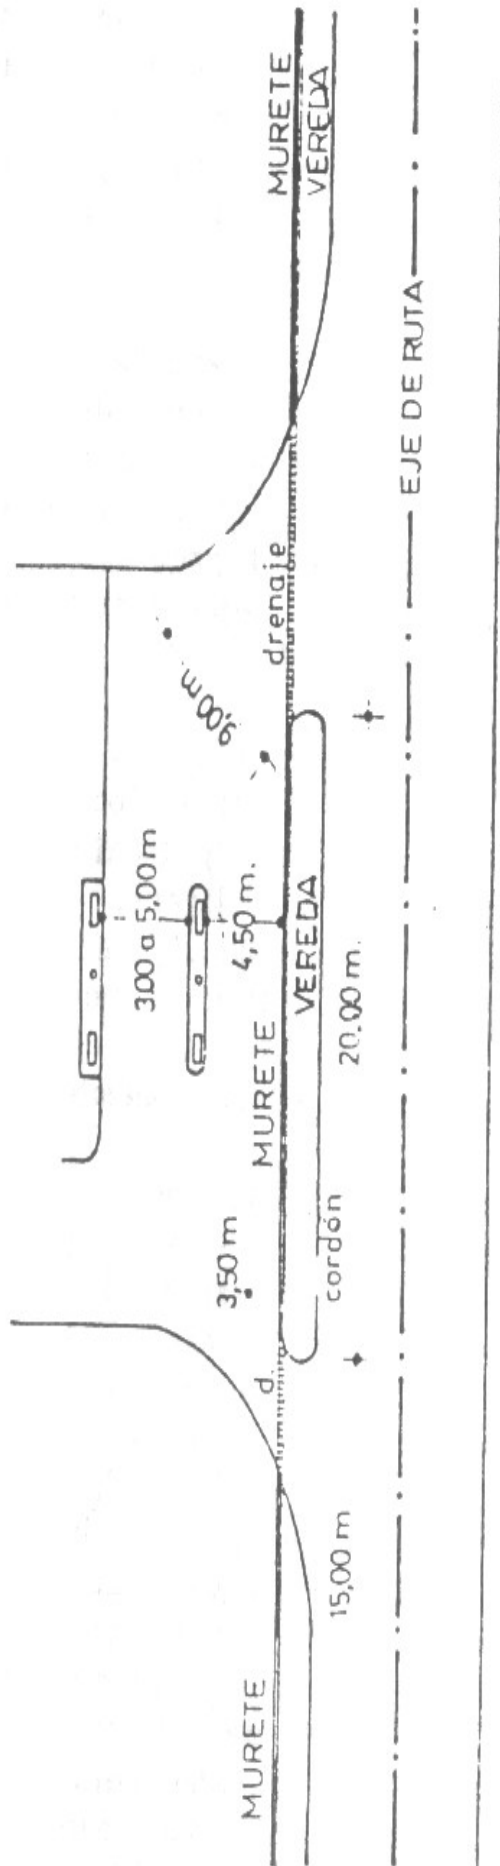 MURETE
VEREDA
EJE DE RUTA
drenaje
9,00 m
3,00 a 5,00 m
4,50 m.
VEREDA
MURETE
20,00 m.
3,50 m
cordón
d.
15,00 m
MURETE